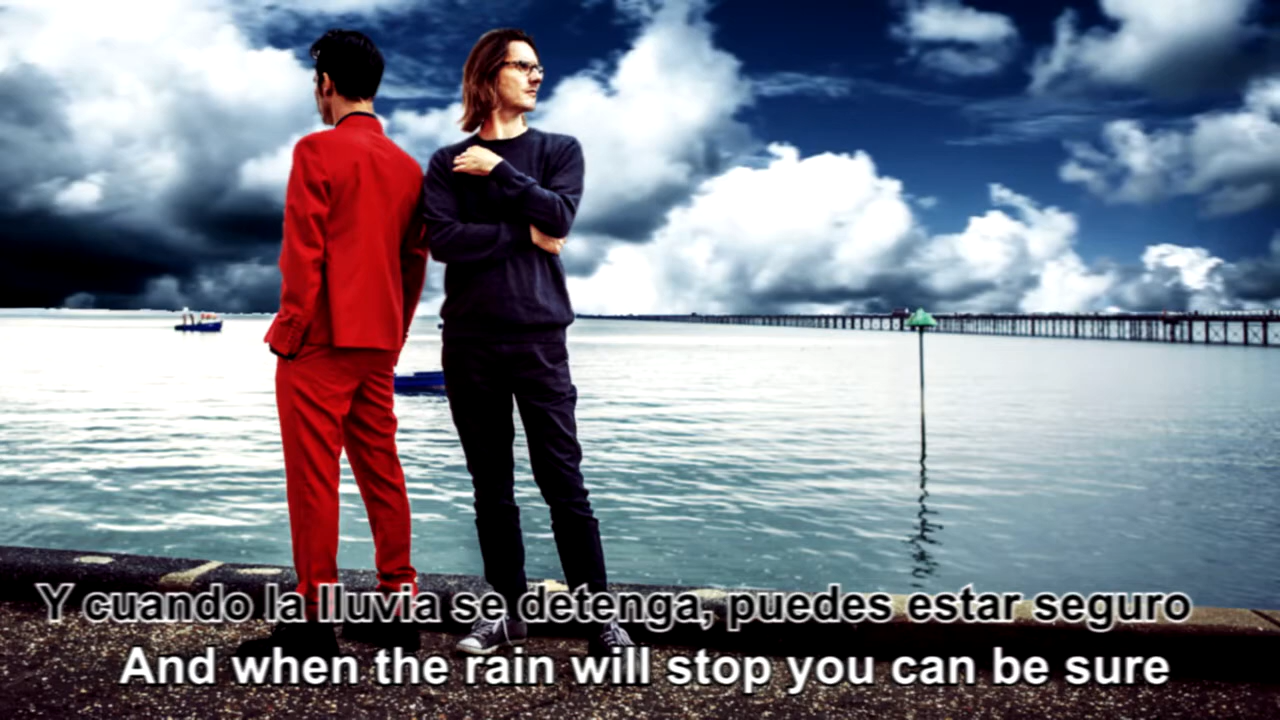 Y cuando la lluvia se detenga, puedes estar seguro
And when the rain will stop you can be sure